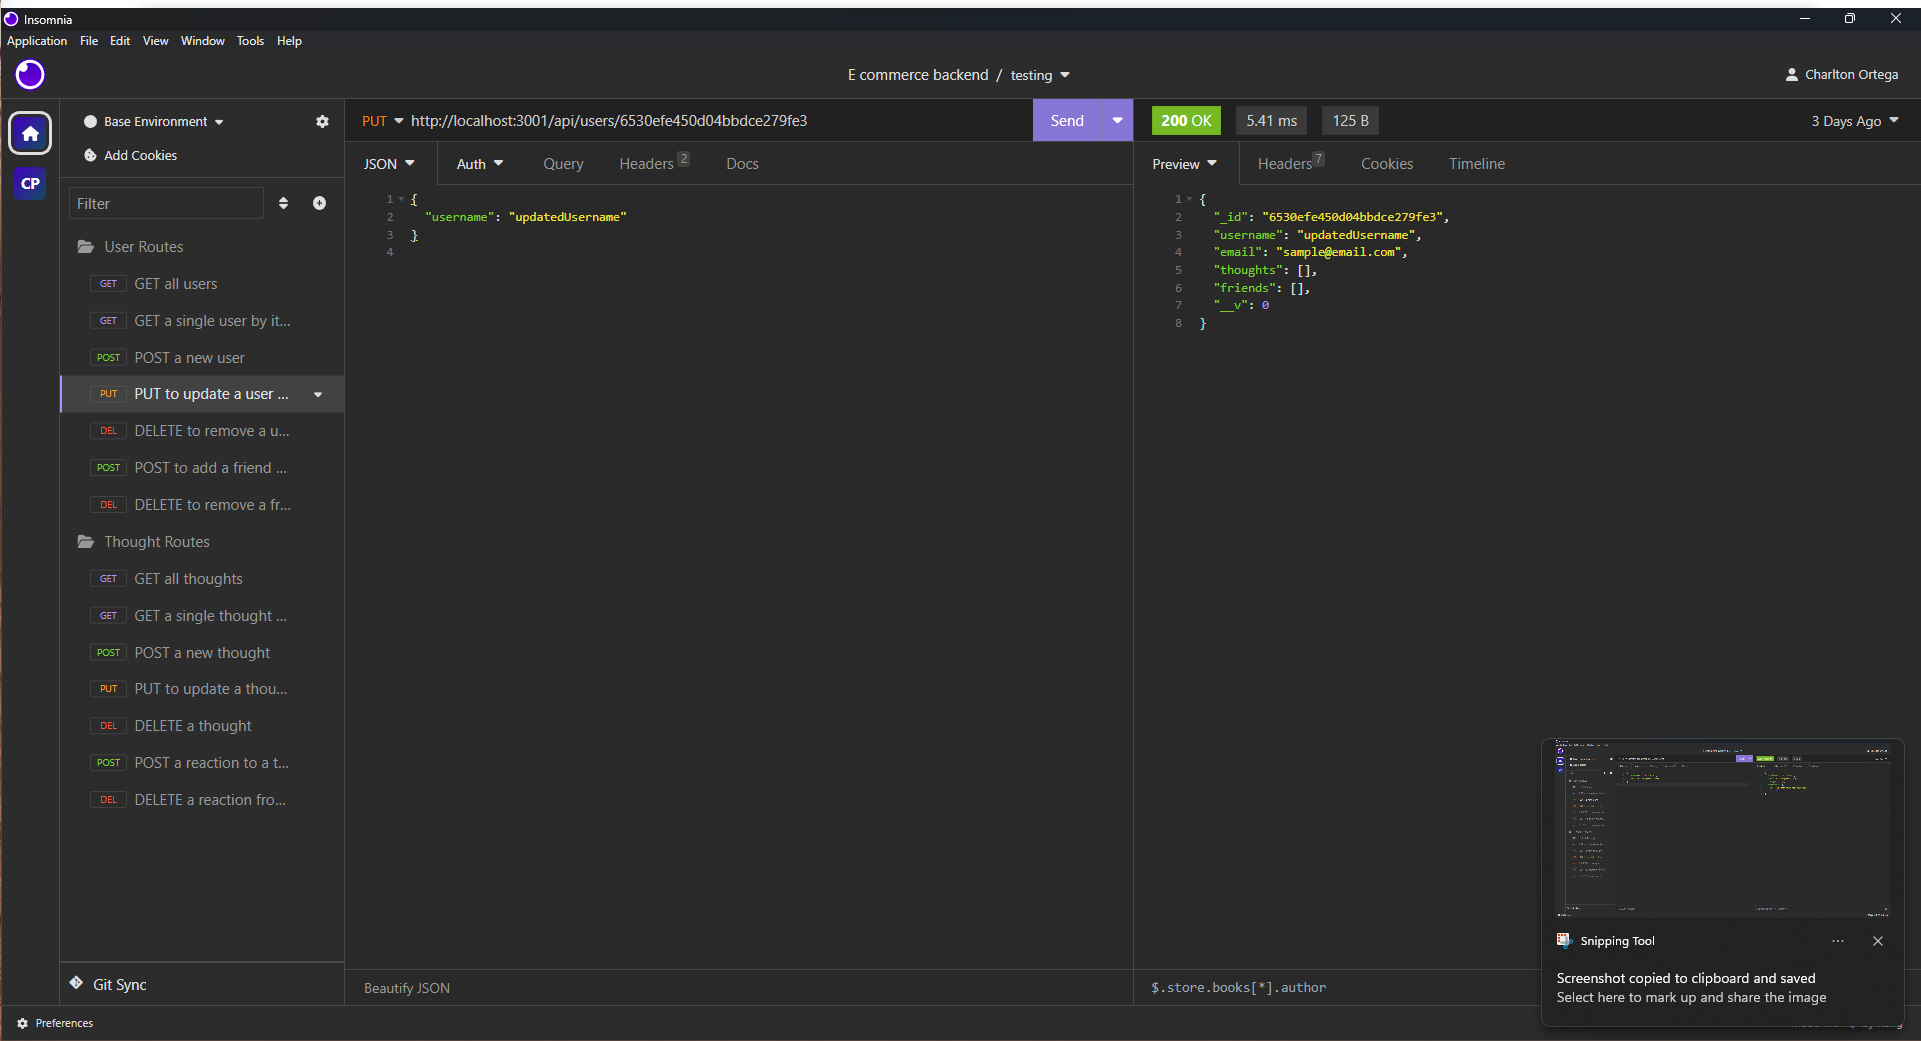 Insomnia
Application File Edit View Window Tools Help
E commerce backend / testing
Charlton Ortega
CP
Base Environment
Add Cookies
Filter
User Routes
GET GET all users
GET GET a single user by it...
POST POST a new user
PUT PUT to update a user ...
DEL DELETE to remove a u...
POST POST to add a friend ...
DEL DELETE to remove a fr...
Thought Routes
GET GET all thoughts
GET GET a single thought ...
POST POST a new thought
PUT PUT to update a thou...
DEL DELETE a thought
POST POST a reaction to a t...
DEL DELETE a reaction fro...
Git Sync
Preferences
PUT http://localhost:3001/api/users/6530efe450d04bbdce279fe3 Send
JSON Auth Query Headers 2 Docs
1 {
2 "username": "updatedUsername"
3 }
4
Beautify JSON
200 OK 5.41 ms 125 B 3 Days Ago
Preview Headers 7 Cookies Timeline
1 {
2 "_id": "6530efe450d04bbdce279fe3",
3 "username": "updatedUsername",
4 "email": "sample@email.com",
5 "thoughts": [],
6 "friends": [],
7 "__v": 0
8 }
$.store.books[*].author
Snipping Tool
Screenshot copied to clipboard and saved
Select here to mark up and share the image